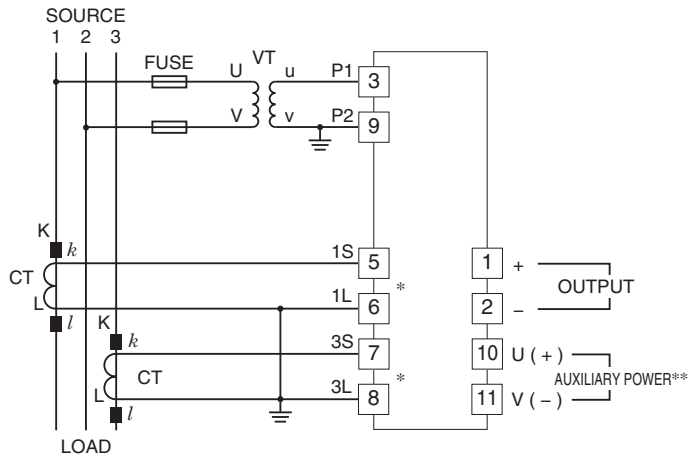 SOURCE
1 2 3
FUSE VT
U u P1 3
V v P2 9
K
k 1S 5 1 +
CT * OUTPUT
L 1L 6 2 −
l
K
k 3S 7 10 U ( + )
CT * AUXILIARY POWER**
L 3L 8 11 V ( − )
l
LOAD